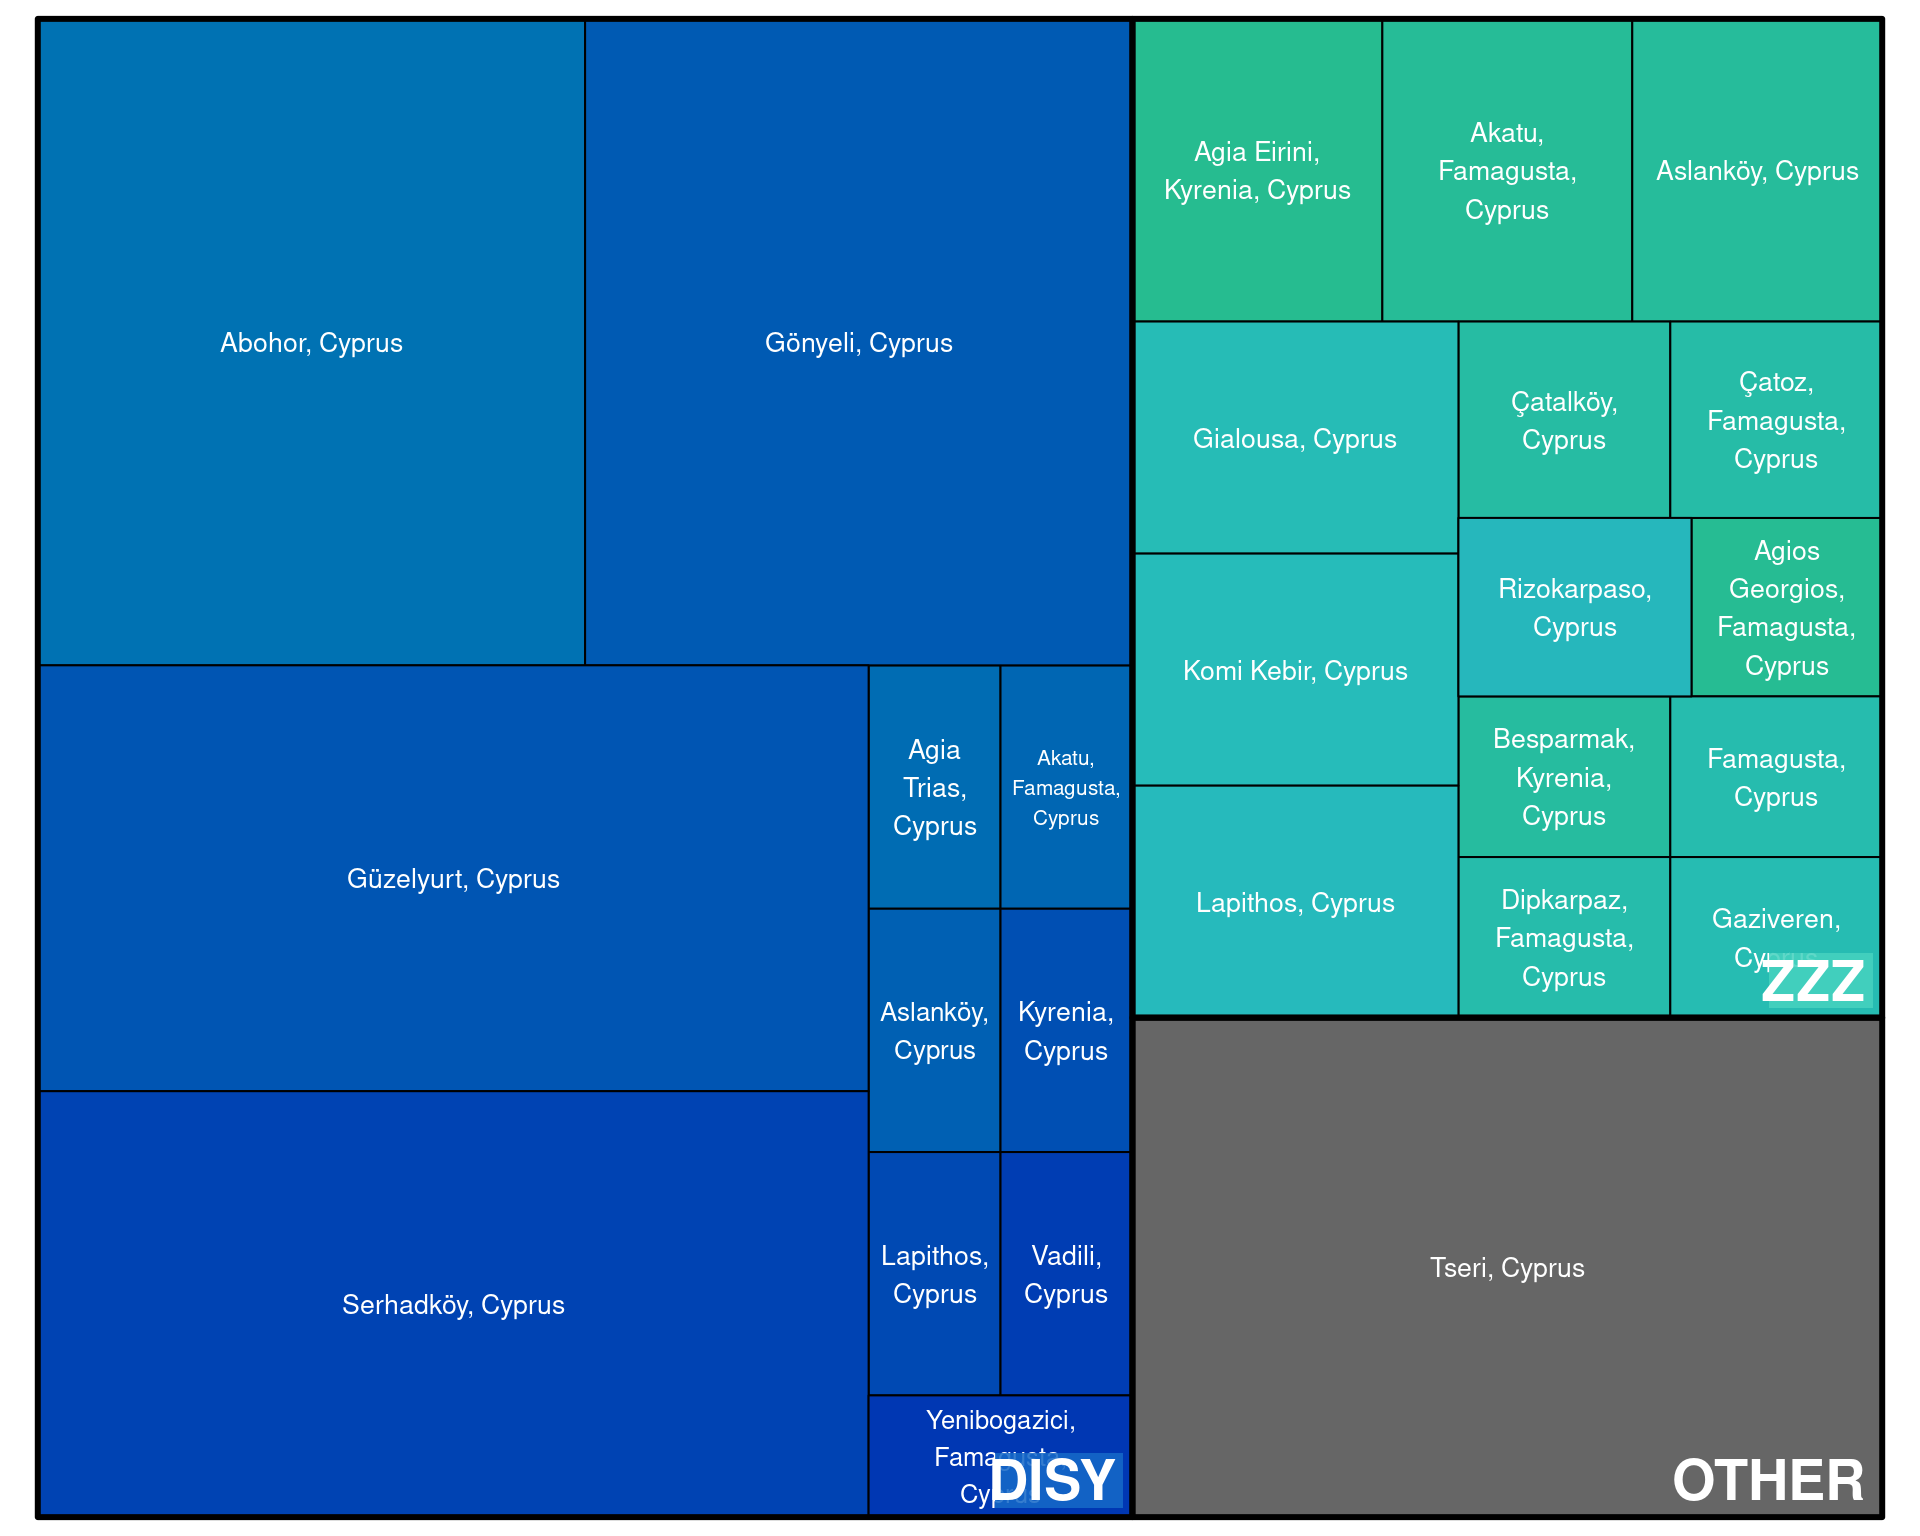 Abohor, Cyprus
Gönyeli, Cyprus
Güzelyurt, Cyprus
Serhadköy, Cyprus
Agia
Trias,
Cyprus
Akatu,
Famagusta,
Cyprus
Aslanköy,
Cyprus
Kyrenia,
Cyprus
Lapithos,
Cyprus
Vadili,
Cyprus
Yenibogazici,
Famagusta,
Cyprus
DISY
Agia Eirini,
Kyrenia, Cyprus
Akatu,
Famagusta,
Cyprus
Aslanköy, Cyprus
Gialousa, Cyprus
Komi Kebir, Cyprus
Lapithos, Cyprus
Çatalköy,
Cyprus
Çatoz,
Famagusta,
Cyprus
Rizokarpaso,
Cyprus
Agios
Georgios,
Famagusta,
Cyprus
Besparmak,
Kyrenia,
Cyprus
Famagusta,
Cyprus
Dipkarpaz,
Famagusta,
Cyprus
Gaziveren,
Cyprus
ZZZ
Tseri, Cyprus
OTHER